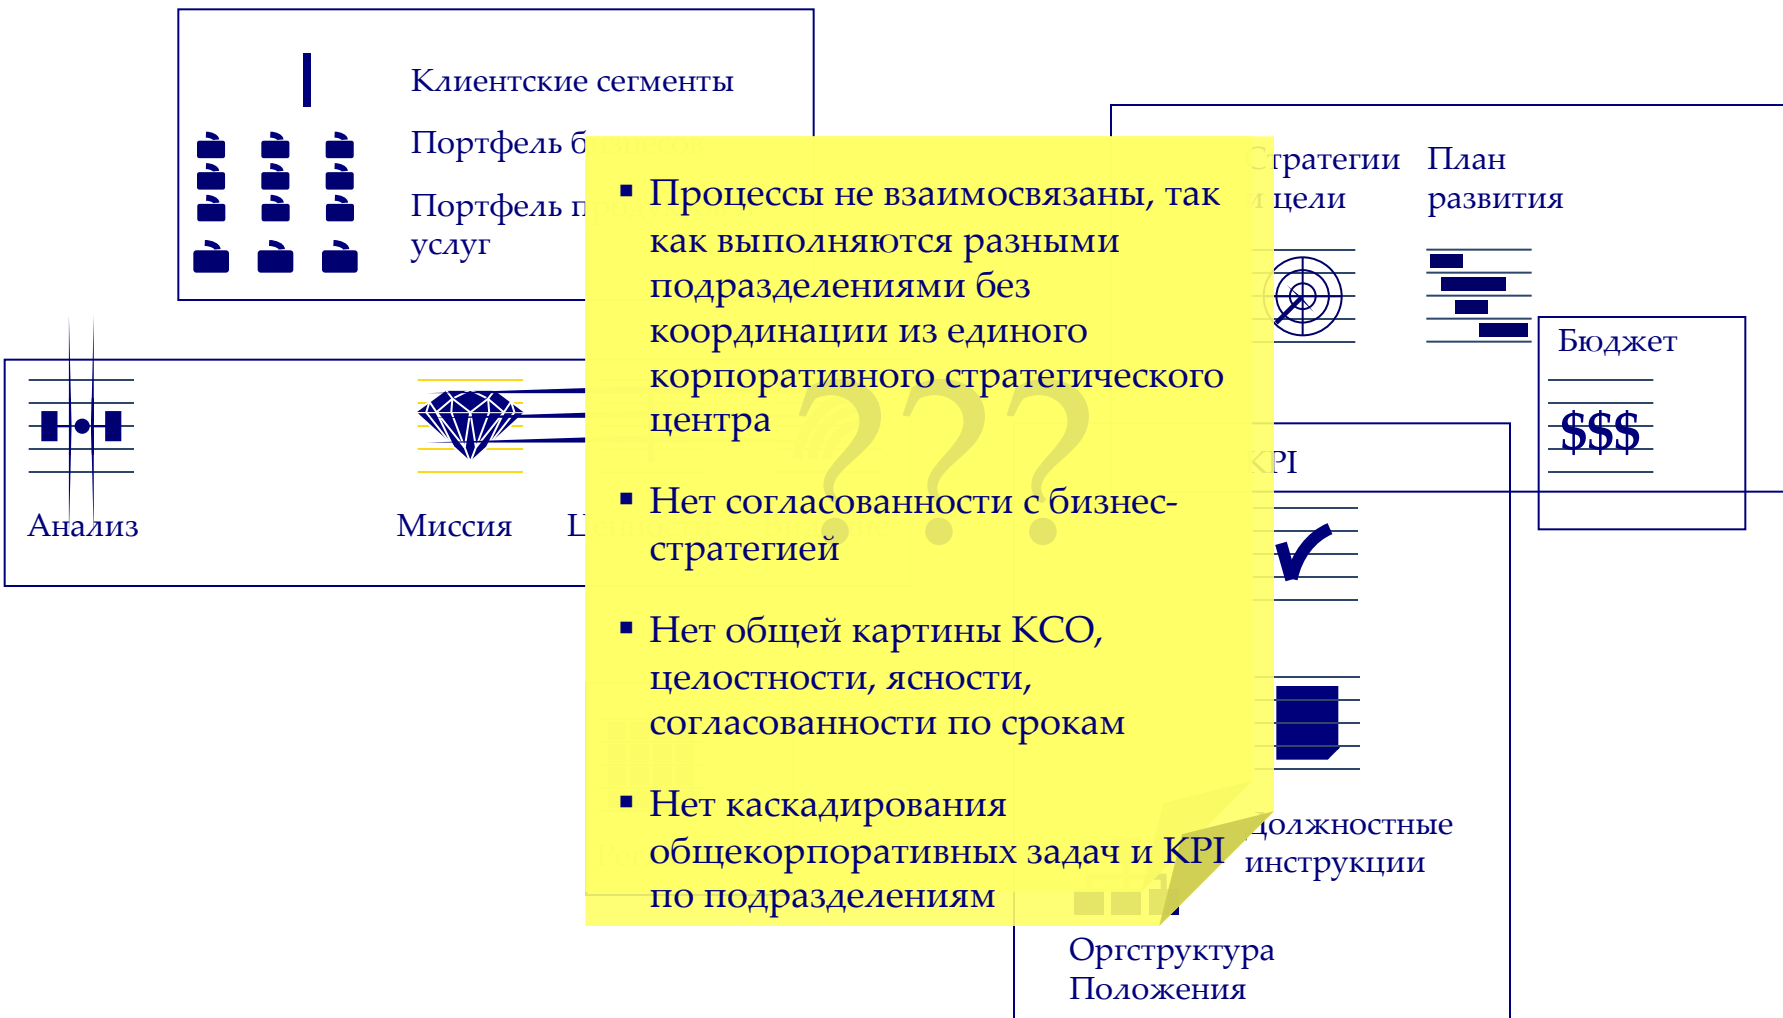 Клиентские сегменты
Портфель бизнесов
Портфель
услуг
Стратегии
и цели
План
развития
Бюджет
$$$
Анализ
Миссия
KPI
???
▪ Процессы не взаимосвязаны, так
как выполняются разными
подразделениями без
координации из единого
корпоративного стратегического
центра
▪ Нет согласованности с бизнес-
стратегией
▪ Нет общей картины КСО,
целостности, ясности,
согласованности по срокам
▪ Нет каскадирования
общекорпоративных задач и KPI
по подразделениям
Должностные
инструкции
Оргструктура
Положения